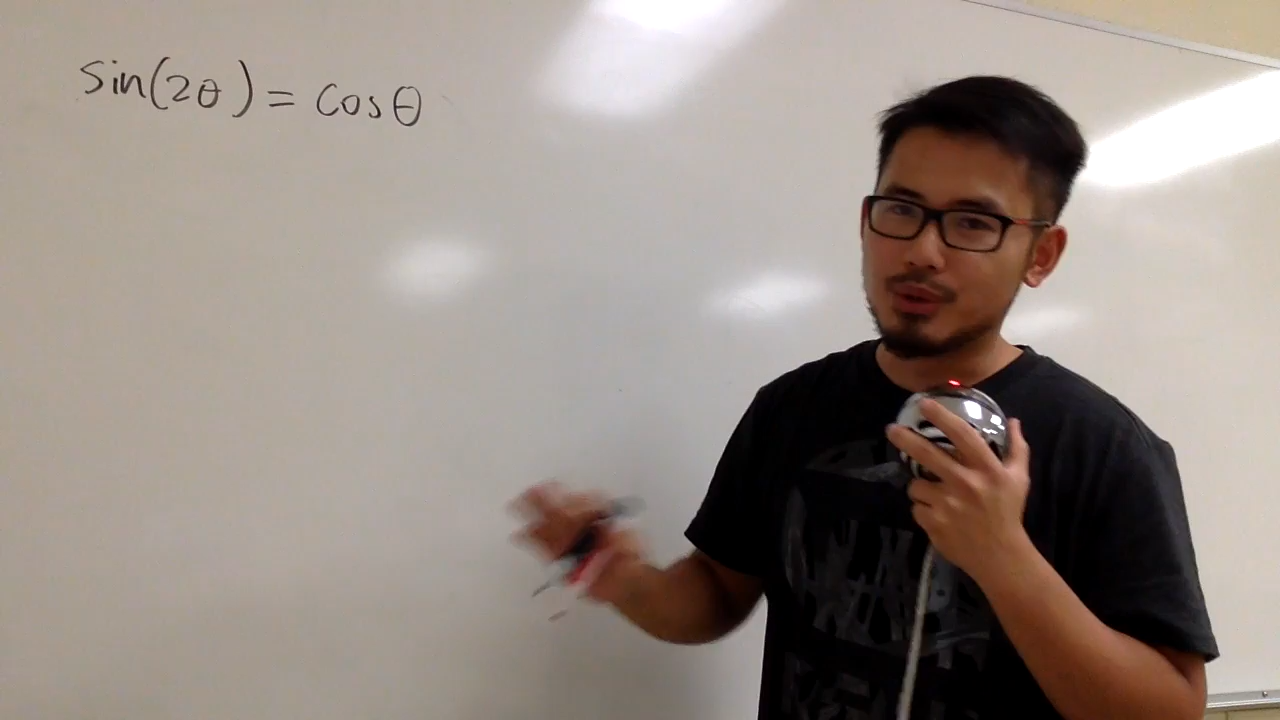 sin(2θ) = cosθ